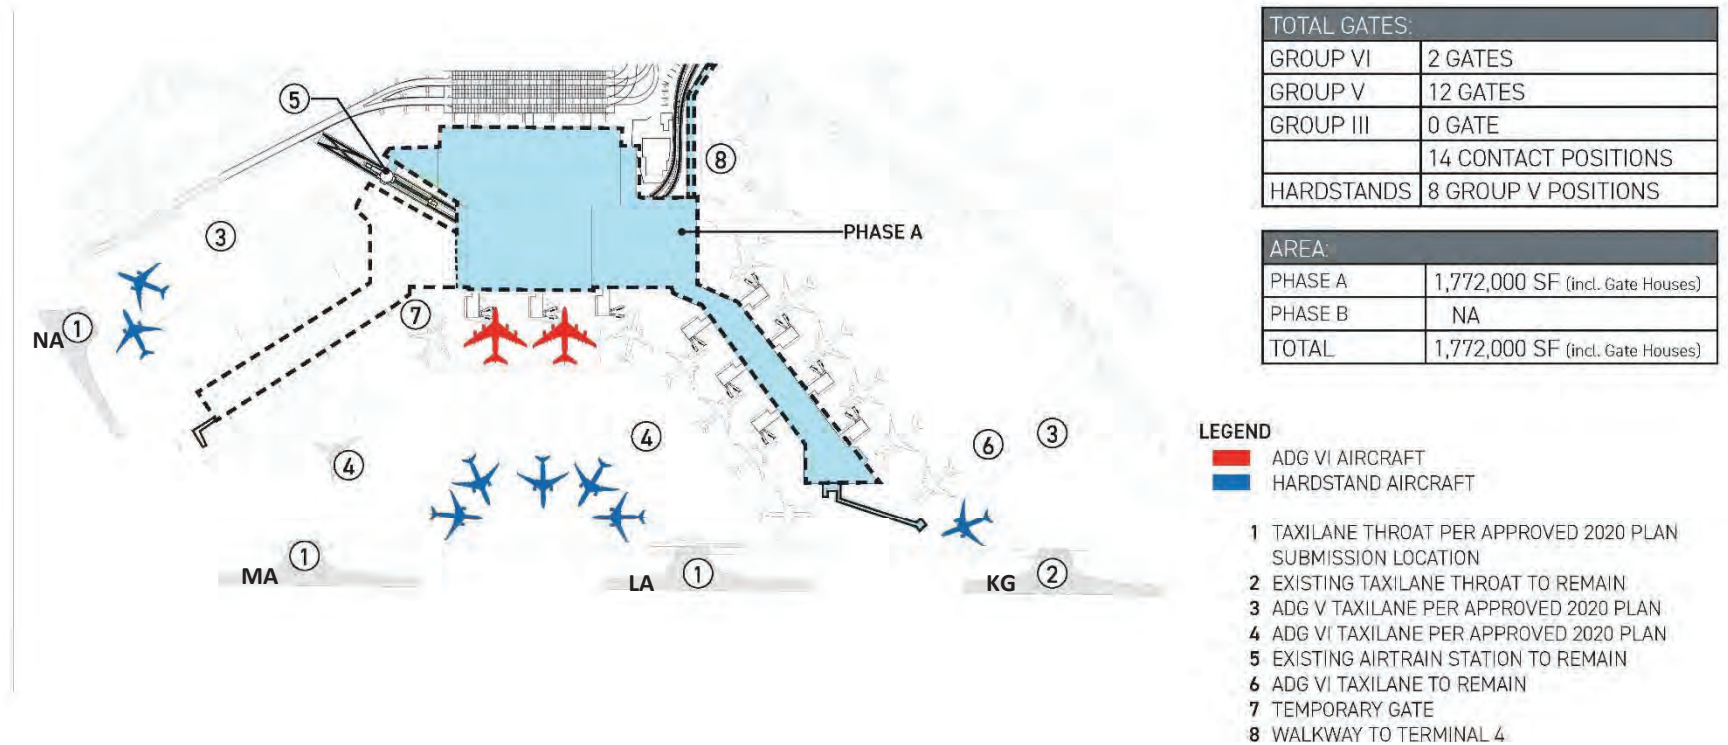 TOTAL GATES:
GROUP VI 2 GATES
GROUP V 12 GATES
GROUP III 0 GATE
14 CONTACT POSITIONS
HARDSTANDS 8 GROUP V POSITIONS
AREA:
PHASE A 1,772,000 SF (incl. Gate Houses)
PHASE B NA
TOTAL 1,772,000 SF (incl. Gate Houses)
5
8
3
PHASE A
7
NA 1
4
6
3
4
MA 1
LA 1
KG 2
LEGEND
ADG VI AIRCRAFT
HARDSTAND AIRCRAFT
1 TAXILANE THROAT PER APPROVED 2020 PLAN
SUBMISSION LOCATION
2 EXISTING TAXILANE THROAT TO REMAIN
3 ADG V TAXILANE PER APPROVED 2020 PLAN
4 ADG VI TAXILANE PER APPROVED 2020 PLAN
5 EXISTING AIRTRAIN STATION TO REMAIN
6 ADG VI TAXILANE TO REMAIN
7 TEMPORARY GATE
8 WALKWAY TO TERMINAL 4